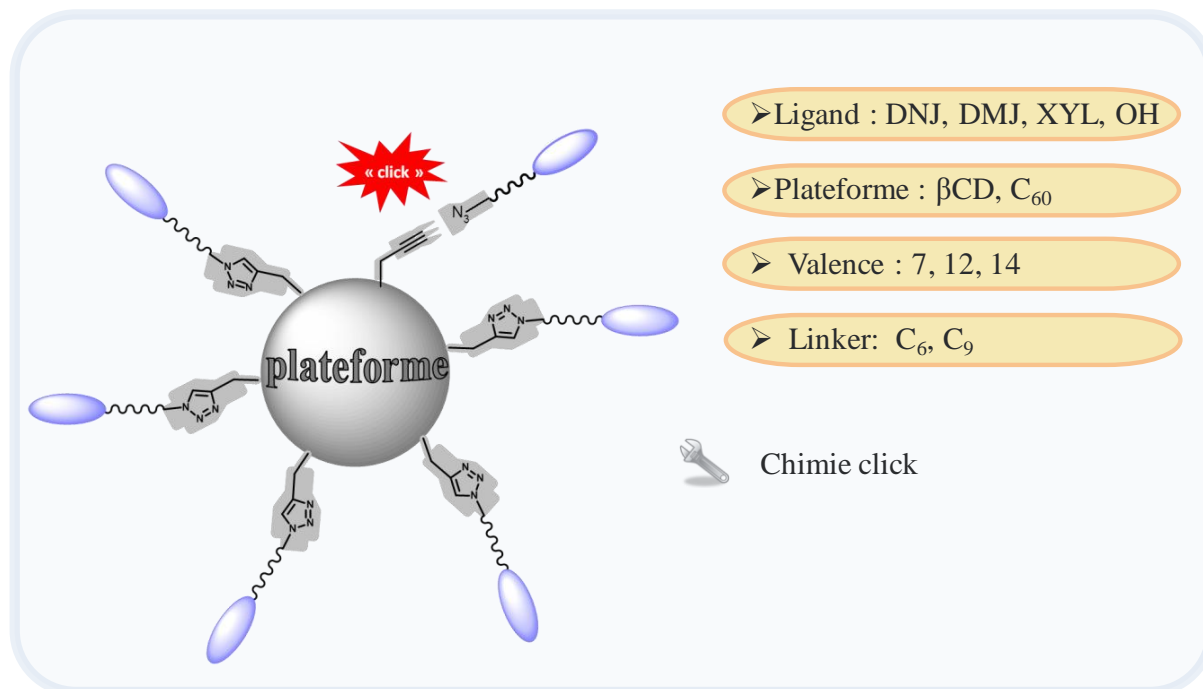 ➢Ligand : DNJ, DMJ, XYL, OH
« click »
➢Plateforme : βCD, C₆₀
N₃
➢ Valence : 7, 12, 14
N N=N
N=N N
➢ Linker: C₆, C₉
plateforme
N N=N
N N=N
N N N
Chimie click